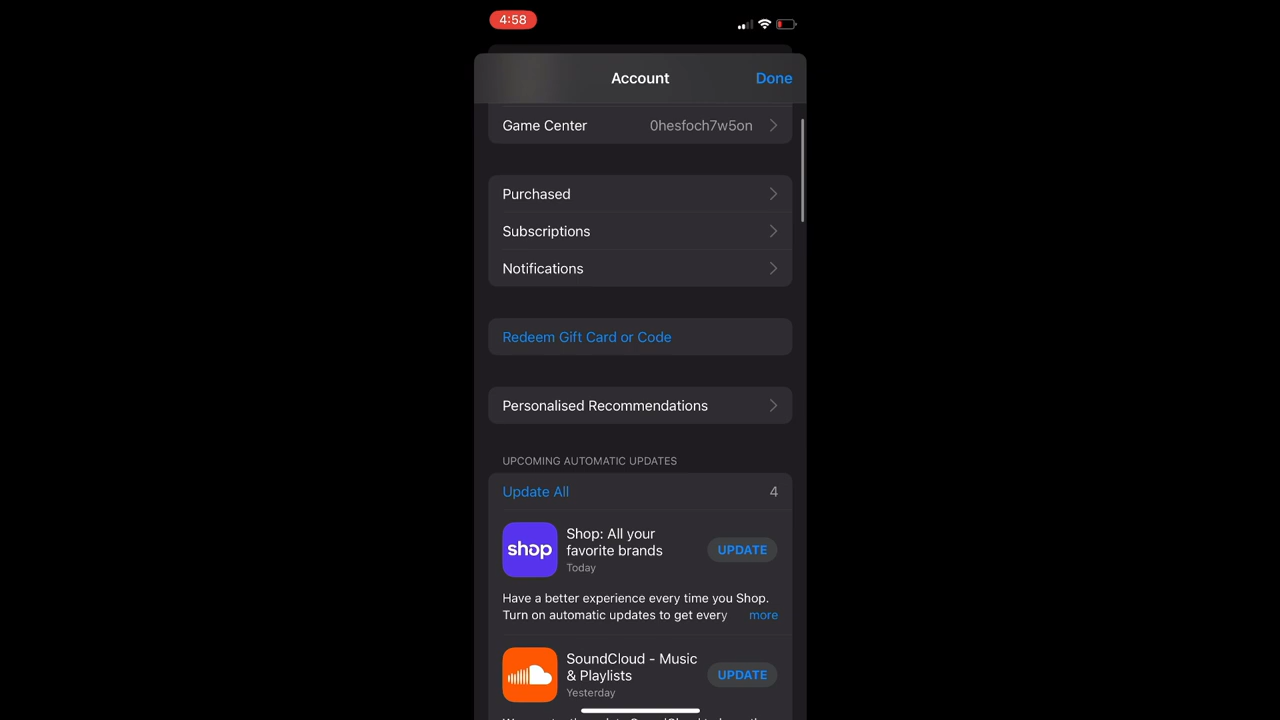 4:58
Account
Done
Game Center
0hesfoch7w5on
Purchased
Subscriptions
Notifications
Redeem Gift Card or Code
Personalised Recommendations
UPCOMING AUTOMATIC UPDATES
Update All
4
shop
Shop: All your
favorite brands
Today
UPDATE
Have a better experience every time you Shop.
Turn on automatic updates to get every more
SoundCloud - Music
& Playlists
Yesterday
UPDATE